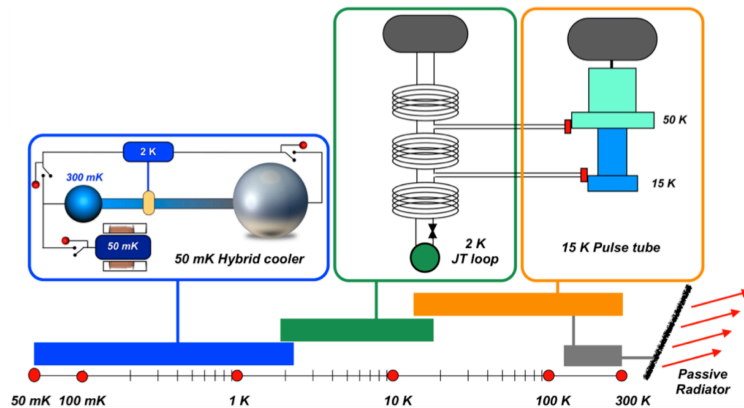 2 K
300 mK
50 mK
50 mK Hybrid cooler
2 K
JT loop
50 K
15 K
15 K Pulse tube
Passive
Radiator
50 mK 100 mK 1 K 10 K 100 K 300 K